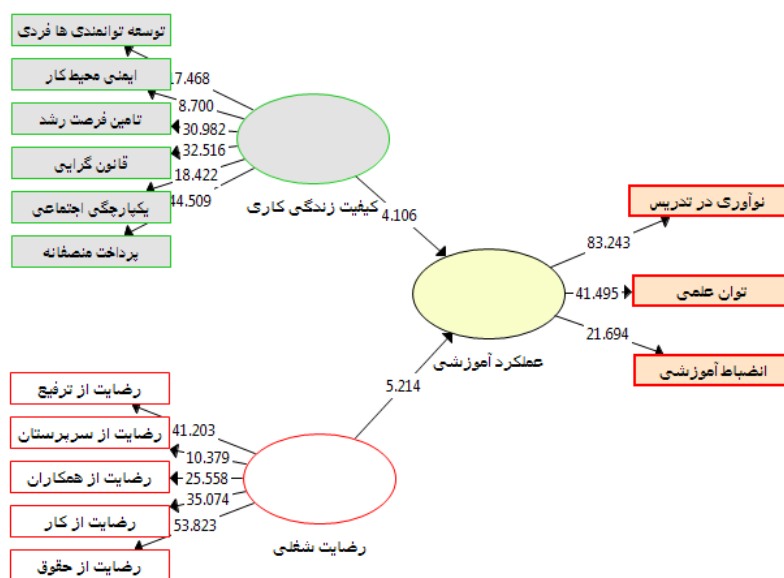 توسعه توانمندی ها فردی
ایمنی محیط کار
تامین فرصت رشد
قانون گرایی
یکپارچگی اجتماعی
پرداخت منصفانه
7.468
8.700
30.982
32.516
18.422
44.509
کیفیت زندگی کاری
4.106
نوآوری در تدریس
توان علمی
انضباط آموزشی
83.243
41.495
21.694
عملکرد آموزشی
5.214
رضایت از ترفیع
رضایت از سرپرستان
رضایت از همکاران
رضایت از کار
رضایت از حقوق
41.203
10.379
25.558
35.074
53.823
رضایت شغلی